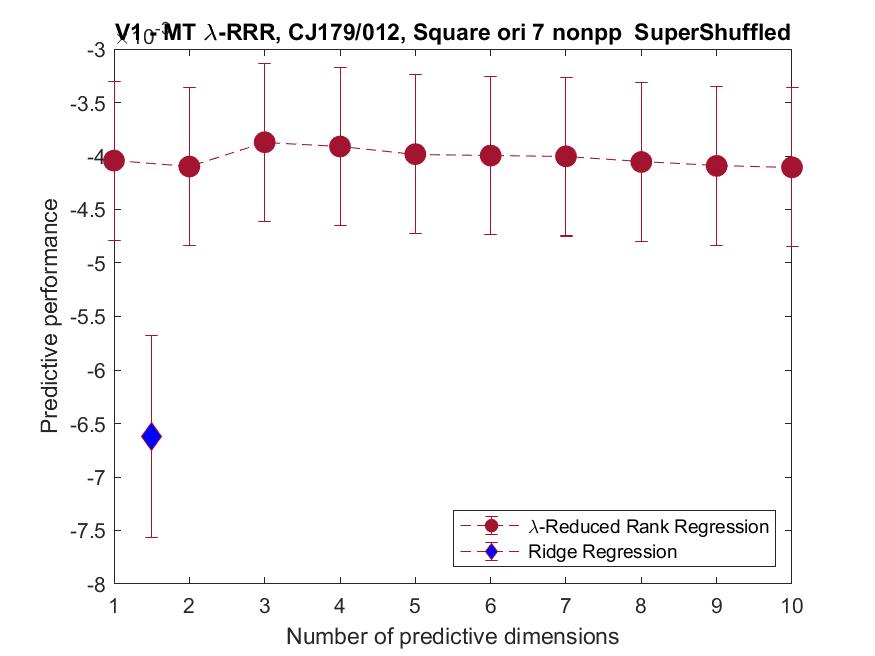 V1 - MT λ-RRR, CJ179/012, Square ori 7 nonpp SuperShuffled
×10-3
-3
-3.5
-4
-4.5
-5
-5.5
-6
-6.5
-7
-7.5
-8
Predictive performance
λ-Reduced Rank Regression
Ridge Regression
1 2 3 4 5 6 7 8 9 10
Number of predictive dimensions